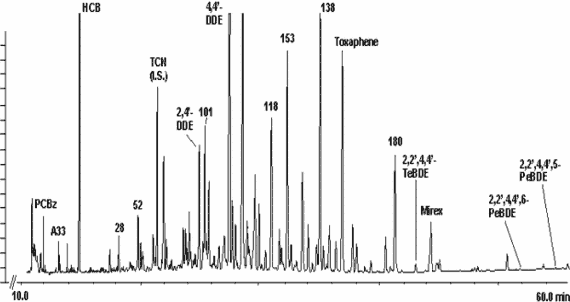 HCB
4,4'-
DDE
138
TCN
(I.S.)
153
Toxaphene
2,4'-
DDE
101
118
180
2,2',4,4'-
TeBDE
2,2',4,4',5-
PeBDE
52
PCBz
A33
28
Mirex
2,2',4,4',6-
PeBDE
10.0
60.0 min